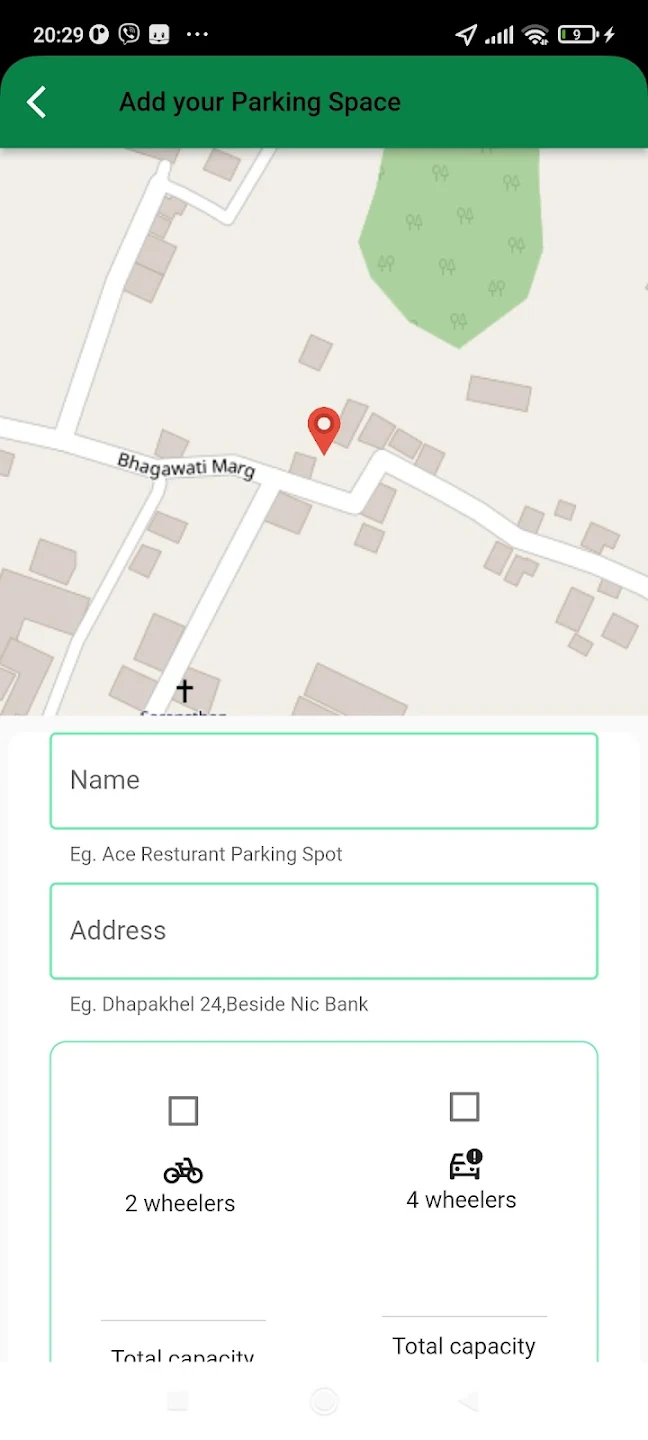 20:29
9
Add your Parking Space
Bhagawati Marg
Name
Eg. Ace Resturant Parking Spot
Address
Eg. Dhapakhel 24,Beside Nic Bank
2 wheelers
4 wheelers
Total capacity
Total capacity